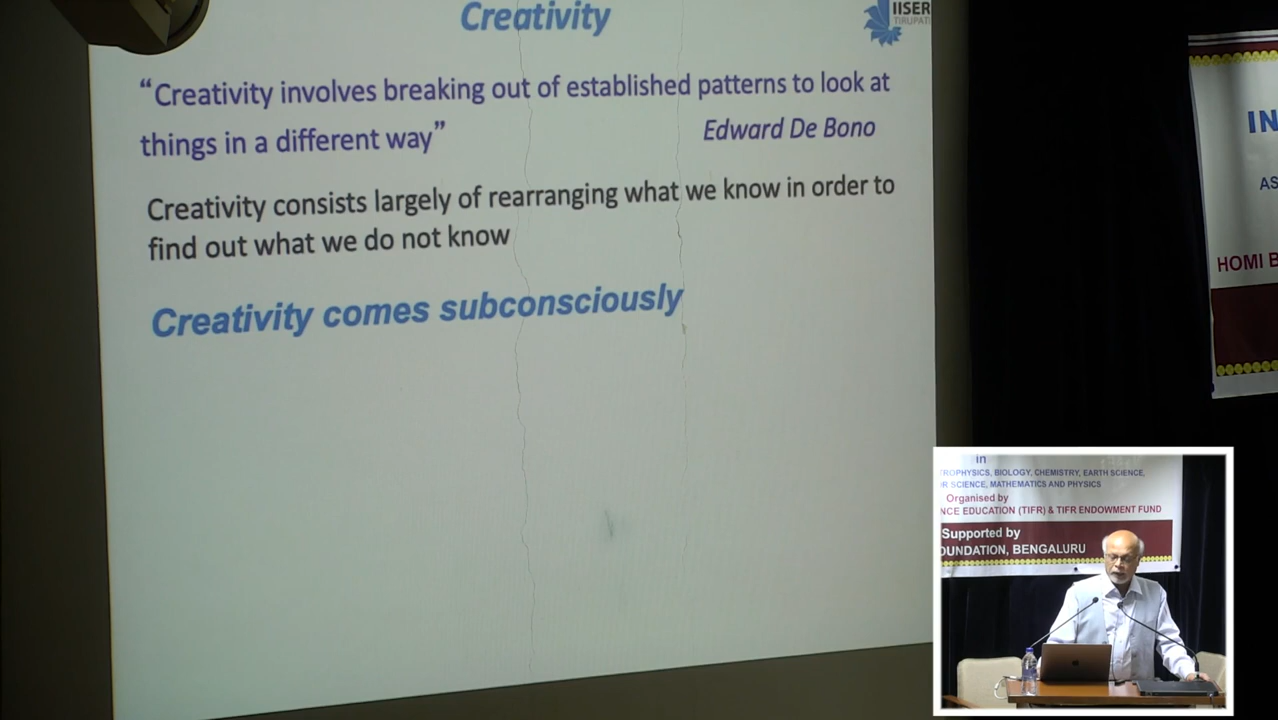 Creativity
IISER
TIRUPATI
“Creativity involves breaking out of established patterns to look at
things in a different way”
Edward De Bono
Creativity consists largely of rearranging what we know in order to
find out what we do not know
Creativity comes subconsciously
IN
AS
HOMI B
in
TROPHYSICS, BIOLOGY, CHEMISTRY, EARTH SCIENCE,
R SCIENCE, MATHEMATICS AND PHYSICS
Organised by
NCE EDUCATION (TIFR) & TIFR ENDOWMENT FUND
Supported by
OUNDATION, BENGALURU